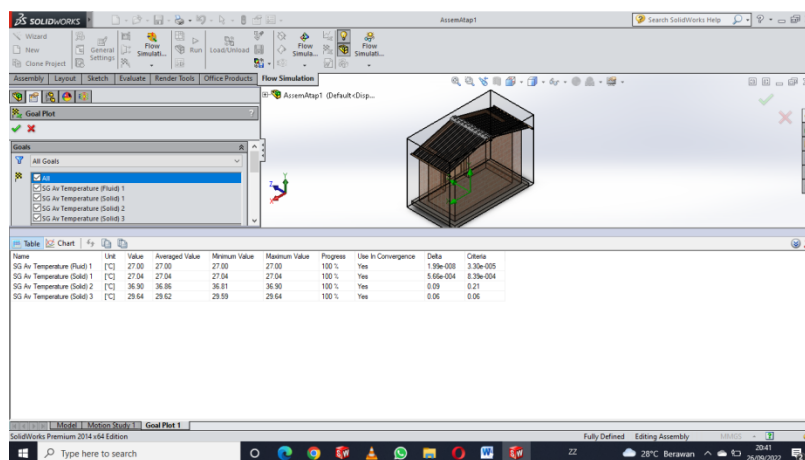 SOLIDWORKS
AssemAtap1
Search SolidWorks Help
Wizard
New
Clone Project
General Settings
Flow Simulati...
Run
Load/Unload
Flow Simula...
Flow Simulati...
Assembly Layout Sketch Evaluate Render Tools Office Products Flow Simulation
AssemAtap1 (Default<Disp...
Goal Plot
?
Goals
All Goals
All
SG Av Temperature (Fluid) 1
SG Av Temperature (Solid) 1
SG Av Temperature (Solid) 2
SG Av Temperature (Solid) 3
Table Chart
Name Unit Value Averaged Value Minimum Value Maximum Value Progress Use In Convergence Delta Criteria
SG Av Temperature (Fluid) 1 [°C] 27.00 27.00 27.00 27.00 100 % Yes 1.99e-008 3.30e-005
SG Av Temperature (Solid) 1 [°C] 27.04 27.04 27.04 27.04 100 % Yes 5.66e-004 8.39e-004
SG Av Temperature (Solid) 2 [°C] 36.90 36.86 36.81 36.90 100 % Yes 0.09 0.21
SG Av Temperature (Solid) 3 [°C] 29.64 29.62 29.59 29.64 100 % Yes 0.06 0.06
Model Motion Study 1 Goal Plot 1
SolidWorks Premium 2014 x64 Edition Fully Defined Editing Assembly MMGS
Type here to search
28°C Berawan
20:41
26/09/2022